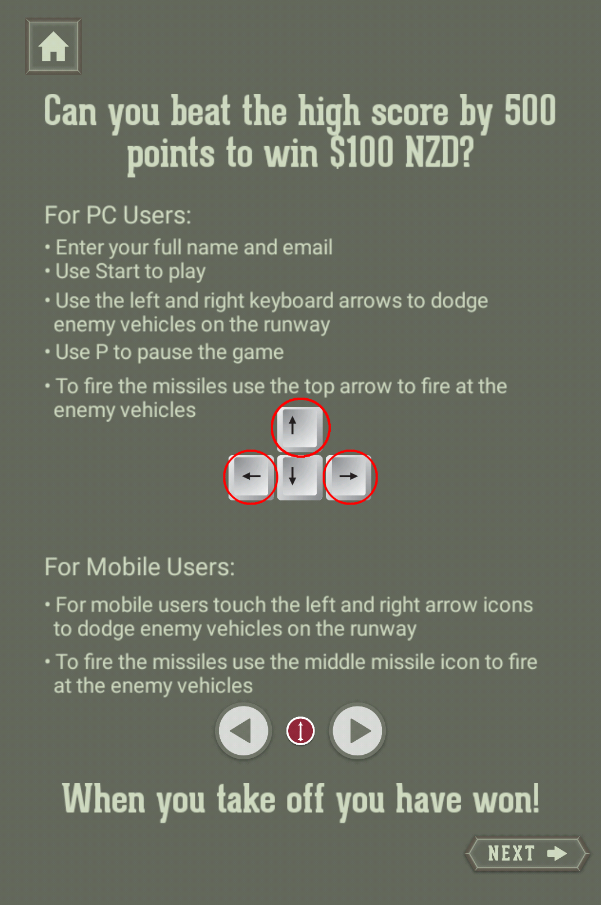 Can you beat the high score by 500
points to win $100 NZD?
For PC Users:
• Enter your full name and email
• Use Start to play
• Use the left and right keyboard arrows to dodge
enemy vehicles on the runway
• Use P to pause the game
• To fire the missiles use the top arrow to fire at the
enemy vehicles
For Mobile Users:
• For mobile users touch the left and right arrow icons
to dodge enemy vehicles on the runway
• To fire the missiles use the middle missile icon to fire
at the enemy vehicles
When you take off you have won!
NEXT